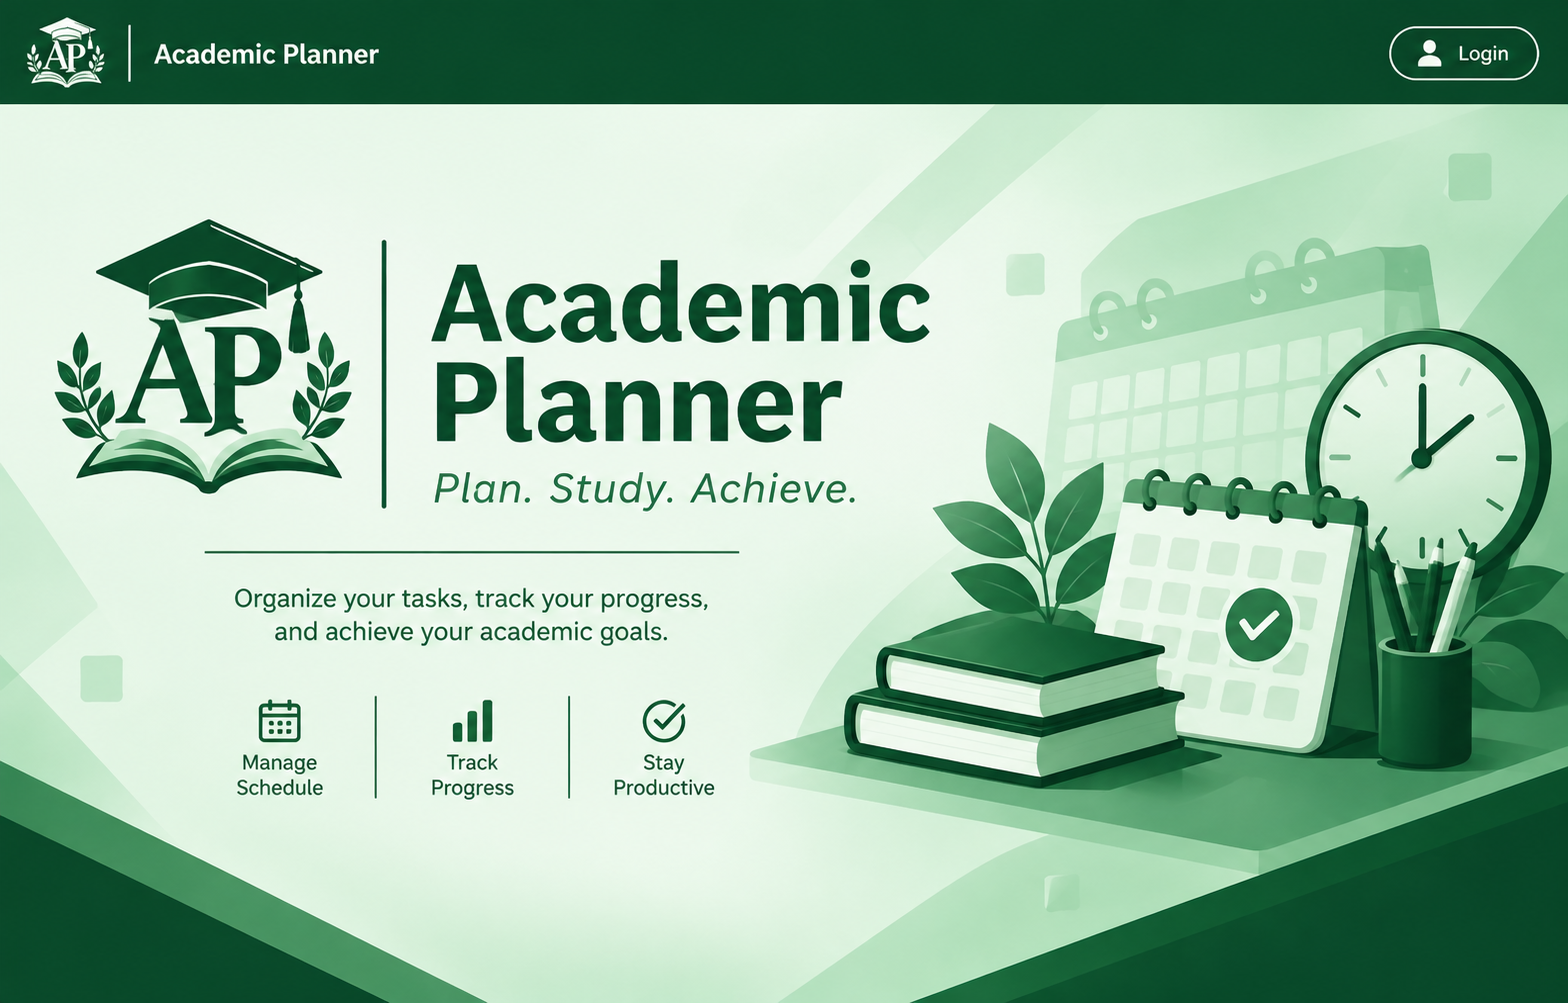 AP
Academic Planner
Login
AP
Academic
Planner
Plan. Study. Achieve.
Organize your tasks, track your progress,
and achieve your academic goals.
Manage
Schedule
Track
Progress
Stay
Productive